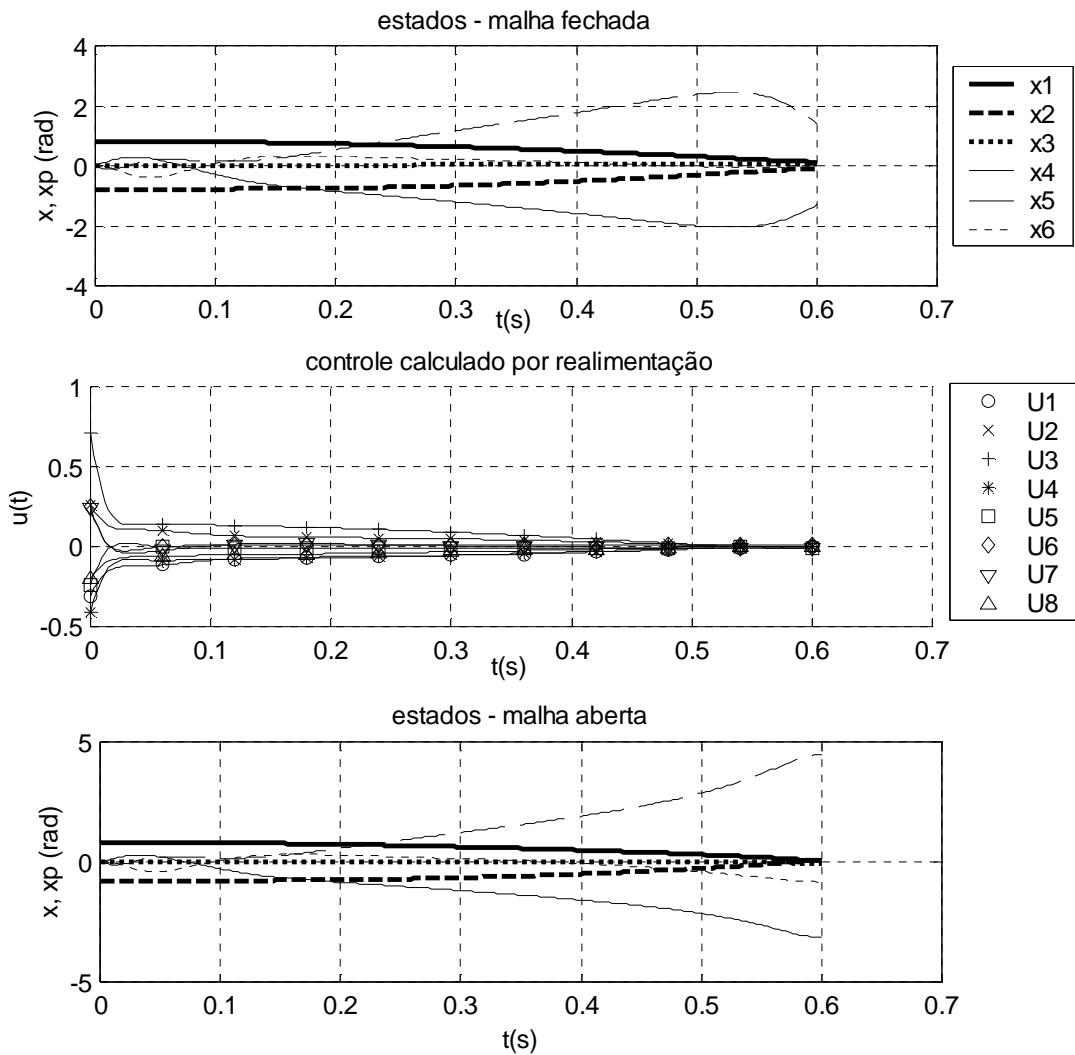 estados - malha fechada
x, xp (rad)
4
2
0
-2
-4
0 0.1 0.2 0.3 0.4 0.5 0.6 0.7
t(s)
x1
x2
x3
x4
x5
x6
controle calculado por realimentação
u(t)
1
0.5
0
-0.5
0 0.1 0.2 0.3 0.4 0.5 0.6 0.7
t(s)
U1
U2
U3
U4
U5
U6
U7
U8
estados - malha aberta
x, xp (rad)
5
0
-5
0 0.1 0.2 0.3 0.4 0.5 0.6 0.7
t(s)